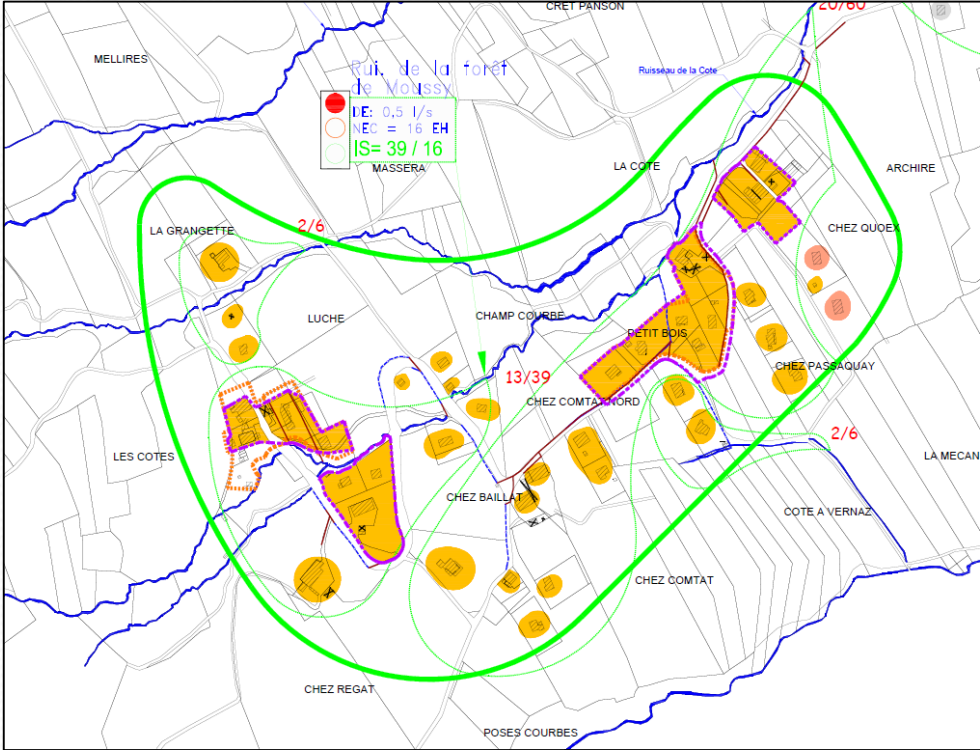 CRET PANSON
20/60
MELLIRES
Rui. de la forêt
de Moussy
Ruisseau de la Cote
DE: 0,5 l/s
NEC = 16 EH
IS= 39 / 16
MASSERA
LA COTE
ARCHIRE
LA GRANGETTE
2/6
CHEZ QUOEX
LUCHE
CHAMP COURBE
PETIT BOIS
CHEZ PASSAQUAY
13/39
CHEZ COMTAT NORD
2/6
LES COTES
LA MECAN
CHEZ BAILLAT
COTE A VERNAZ
CHEZ COMTAT
CHEZ REGAT
POSES COURBES